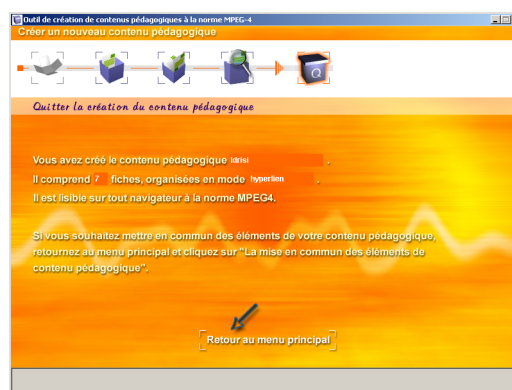 Outil de création de contenus pédagogiques à la norme MPEG-4
Créer un nouveau contenu pédagogique
Q
Quitter la création du contenu pédagogique
Vous avez créé le contenu pédagogique Idrisi .
Il comprend 7 fiches, organisées en mode hyperlien .
Il est lisible sur tout navigateur à la norme MPEG4.
Si vous souhaitez mettre en commun des éléments de votre contenu pédagogique,
retournez au menu principal et cliquez sur "La mise en commun des éléments de
contenu pédagogique".
Retour au menu principal